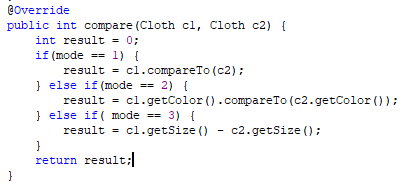 @Override
public int compare(Cloth c1, Cloth c2) {
    int result = 0;
    if(mode == 1) {
        result = c1.compareTo(c2);
    } else if(mode == 2) {
        result = c1.getColor().compareTo(c2.getColor());
    } else if( mode == 3) {
        result = c1.getSize() - c2.getSize();
    }
    return result;
}